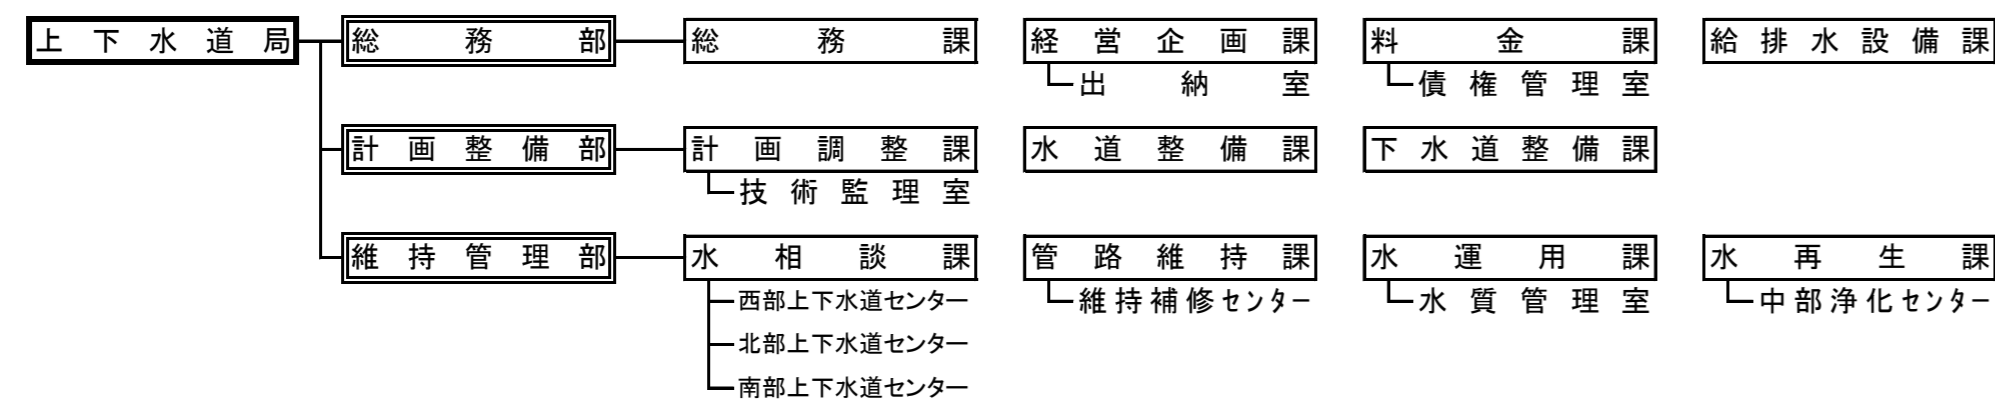 上下水道局 総務部 総務課 経営企画課 料金課 給排水設備課
出納室 債権管理室
計画整備部 計画調整課 水道整備課 下水道整備課
技術監理室
維持管理部 水相談課 管路維持課 水運用課 水再生課
西部上下水道センター 維持補修センター 水質管理室 中部浄化センター
北部上下水道センター
南部上下水道センター